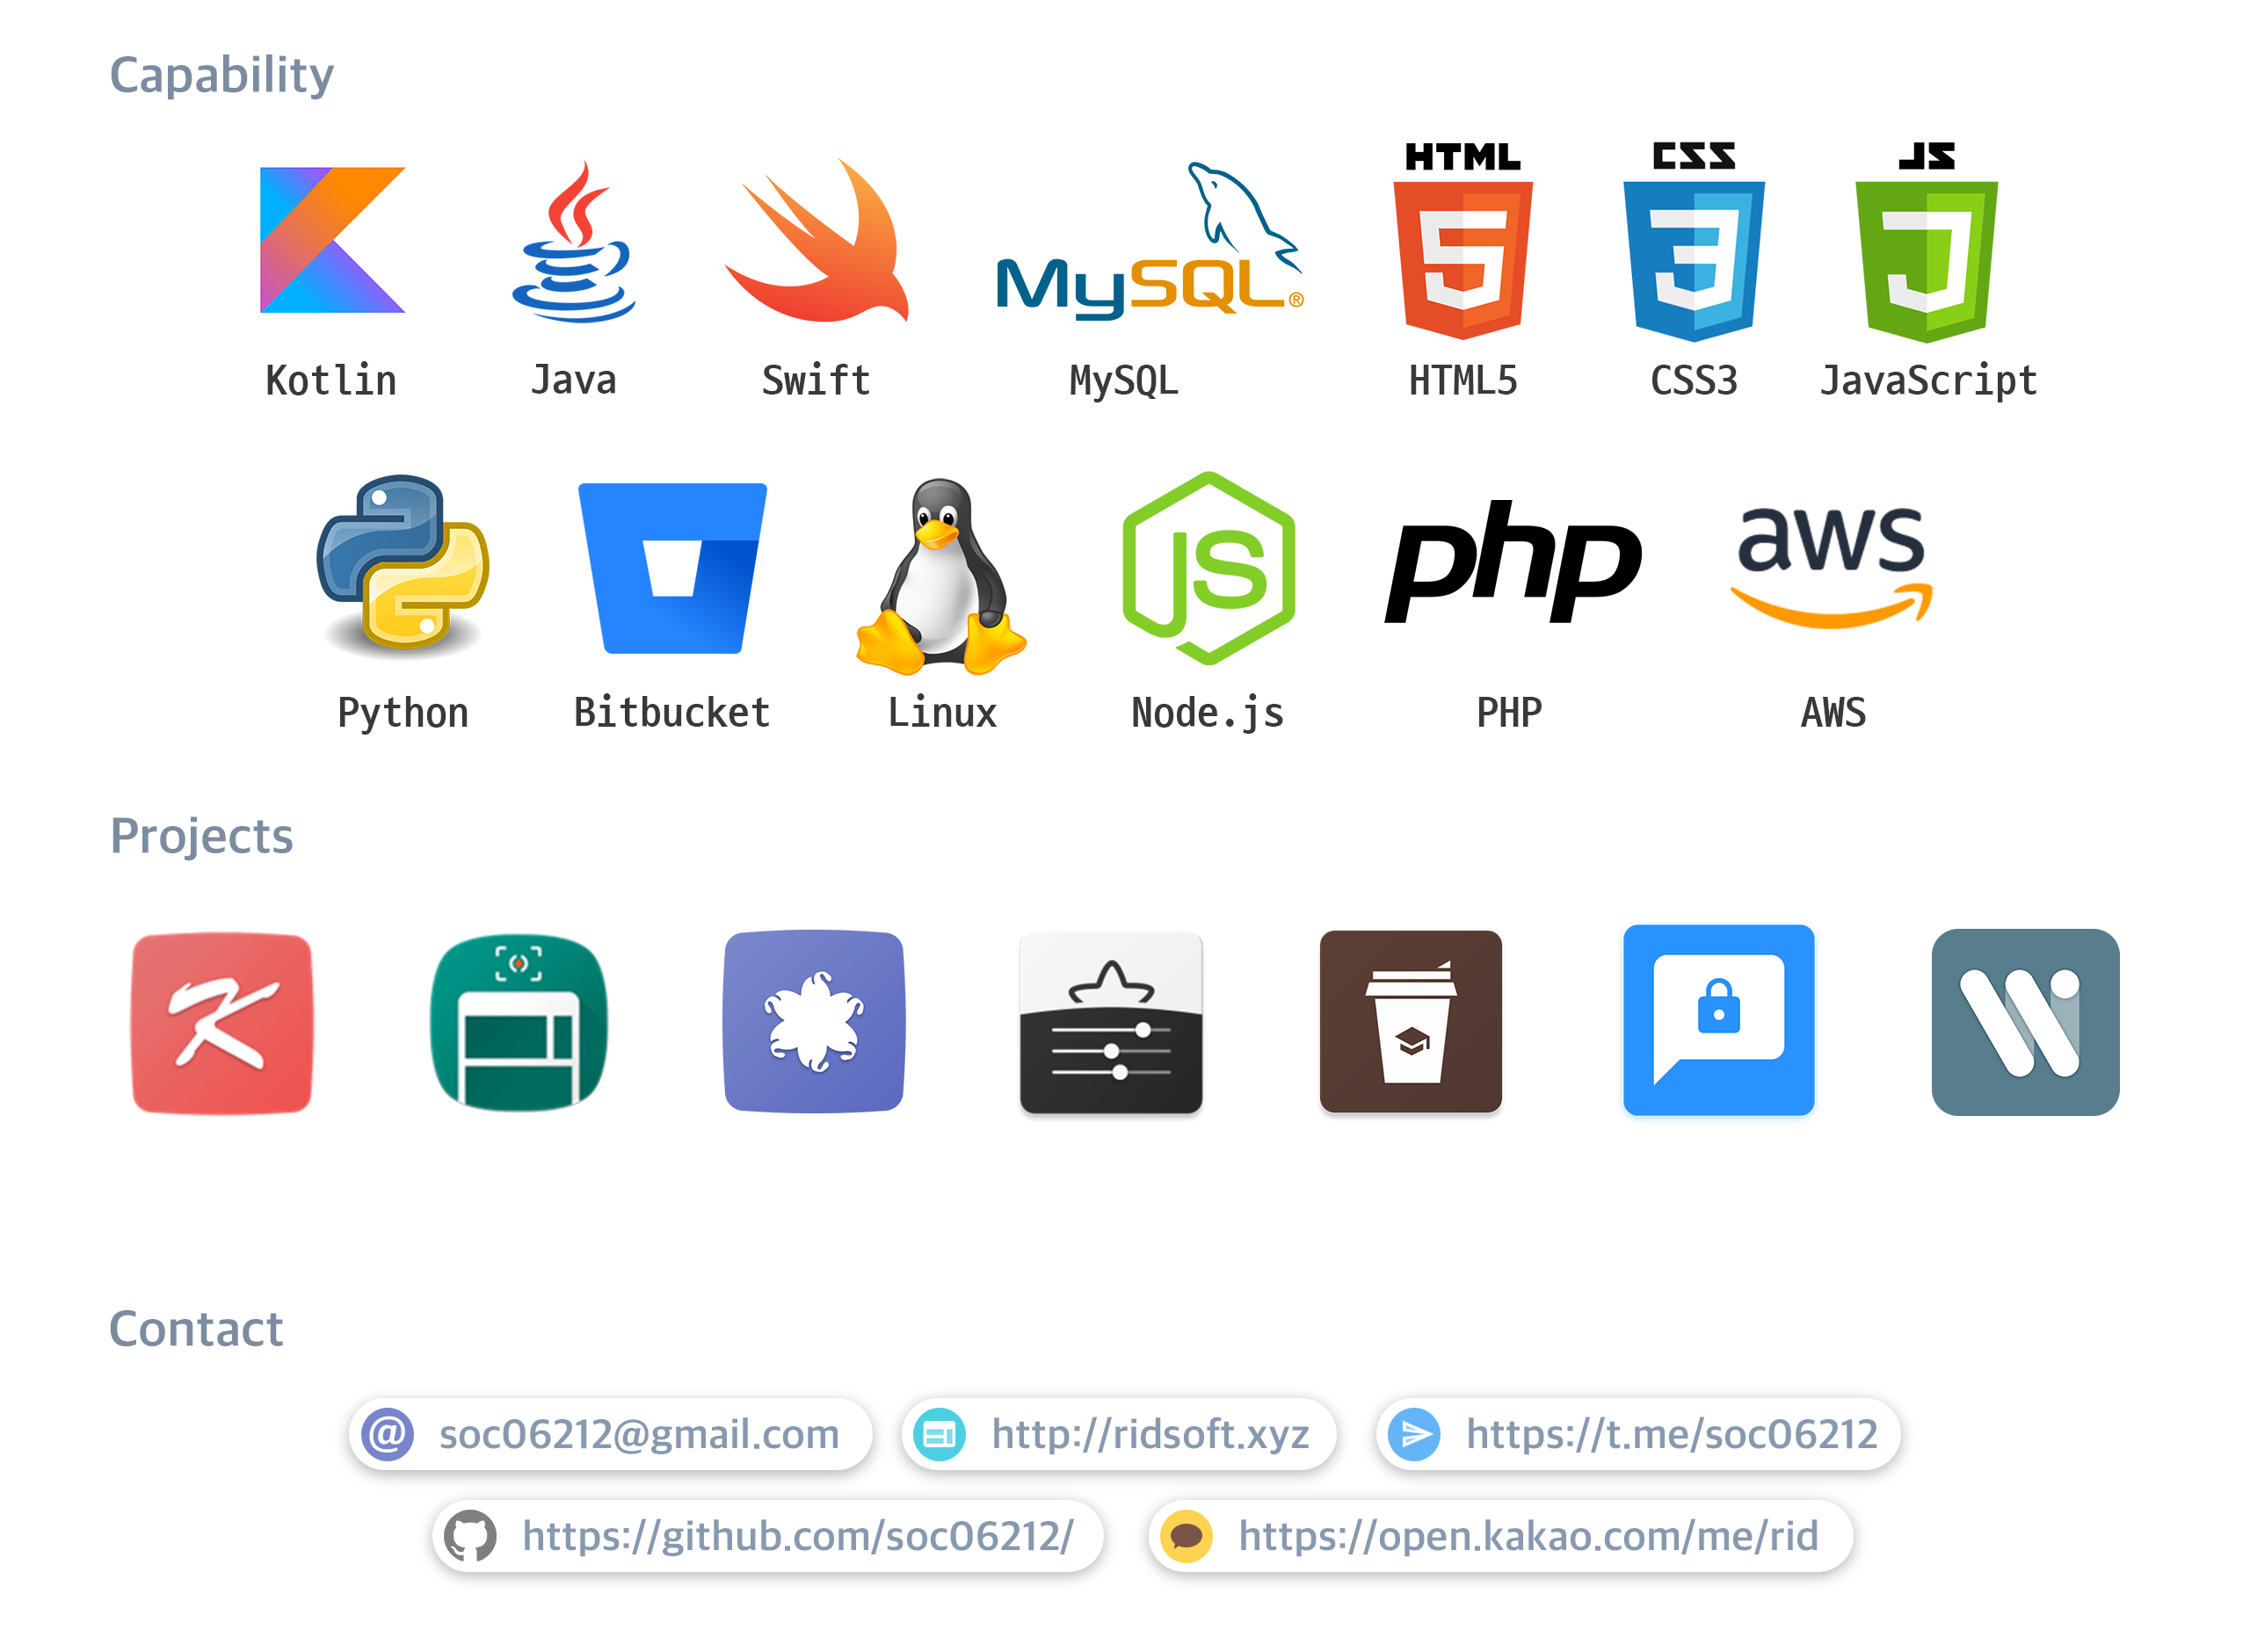 Capability
HTML CSS JS
MySQL®
5 3
JS php aws
Kotlin Java Swift MySQL HTML5 CSS3 JavaScript
Python Bitbucket Linux Node.js PHP AWS
Projects
Contact
@ soc06212@gmail.com http://ridsoft.xyz https://t.me/soc06212
https://github.com/soc06212/ https://open.kakao.com/me/rid